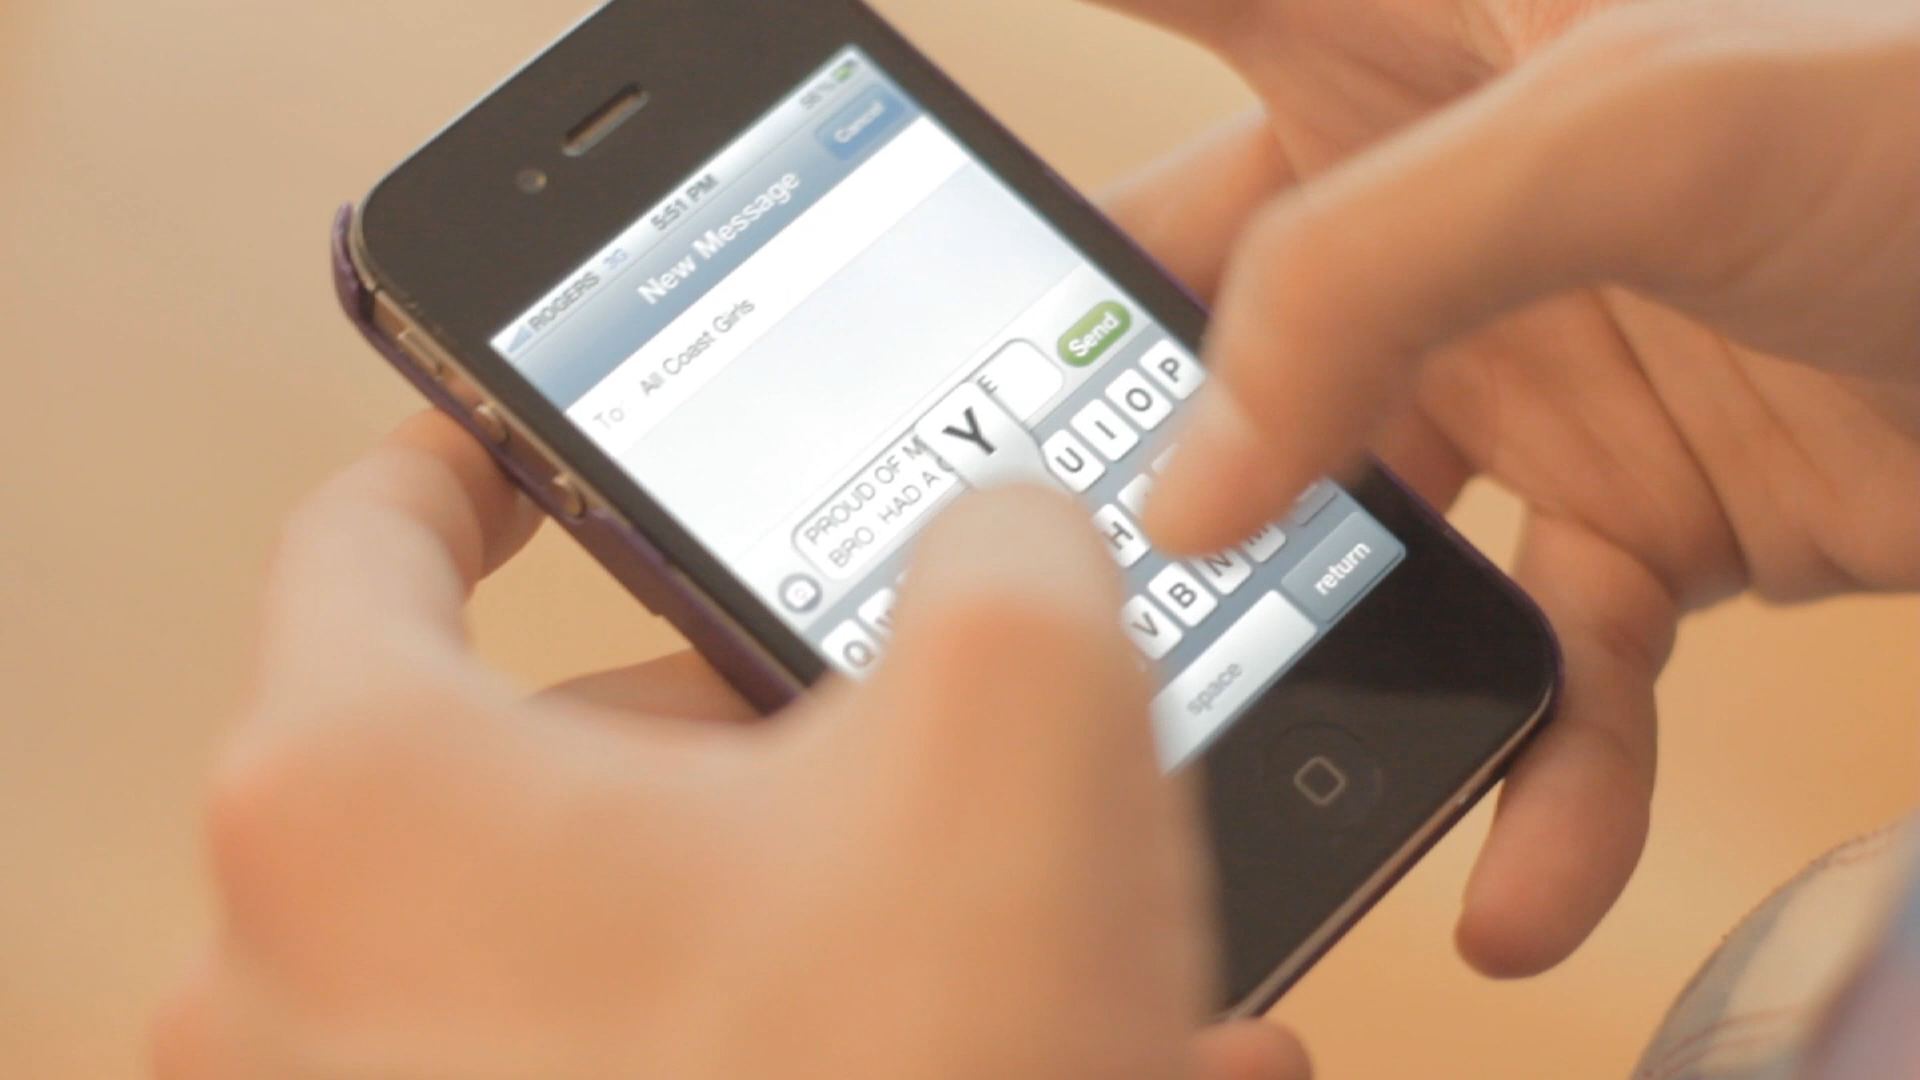 ROGERS 3G 5:51 PM
New Message
Cancel
To: All Coast Girls
PROUD OF M E
BRO HAD A
Send
Y
Q U I O P
H
V B N M
space return